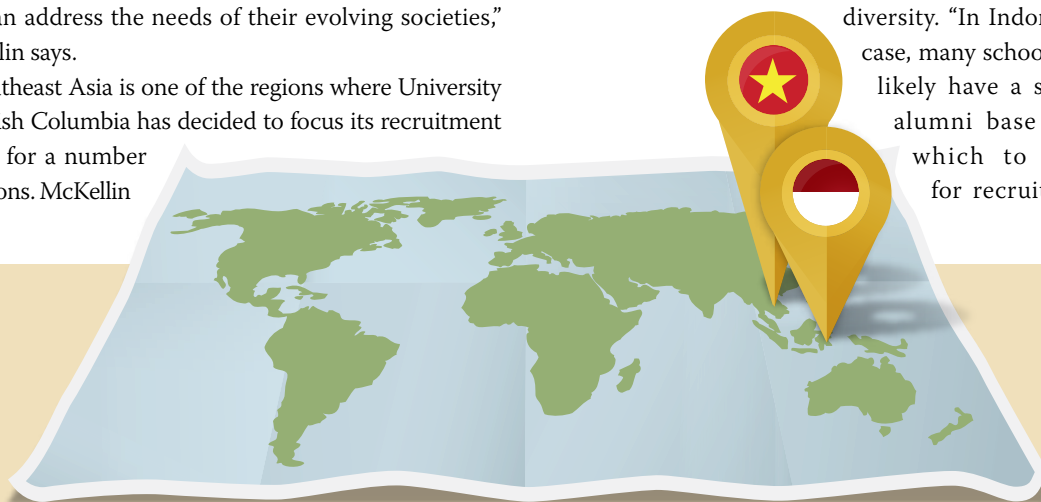 an address the needs of their evolving societies,”
lin says.
theast Asia is one of the regions where University
sh Columbia has decided to focus its recruitment
for a number
ons. McKellin
diversity. “In Indon
case, many school
likely have a s
alumni base
which to
for recruit